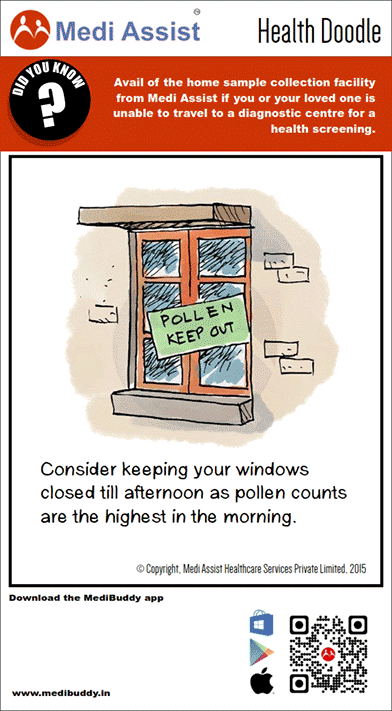 Medi Assist®
Health Doodle
DID YOU KNOW
?
Avail of the home sample collection facility
from Medi Assist if you or your loved one is
unable to travel to a diagnostic centre for a
health screening.
POLLEN
KEEP OUT
Consider keeping your windows
closed till afternoon as pollen counts
are the highest in the morning.
© Copyright, Medi Assist Healthcare Services Private Limited, 2015
Download the MediBuddy app
www.medibuddy.in